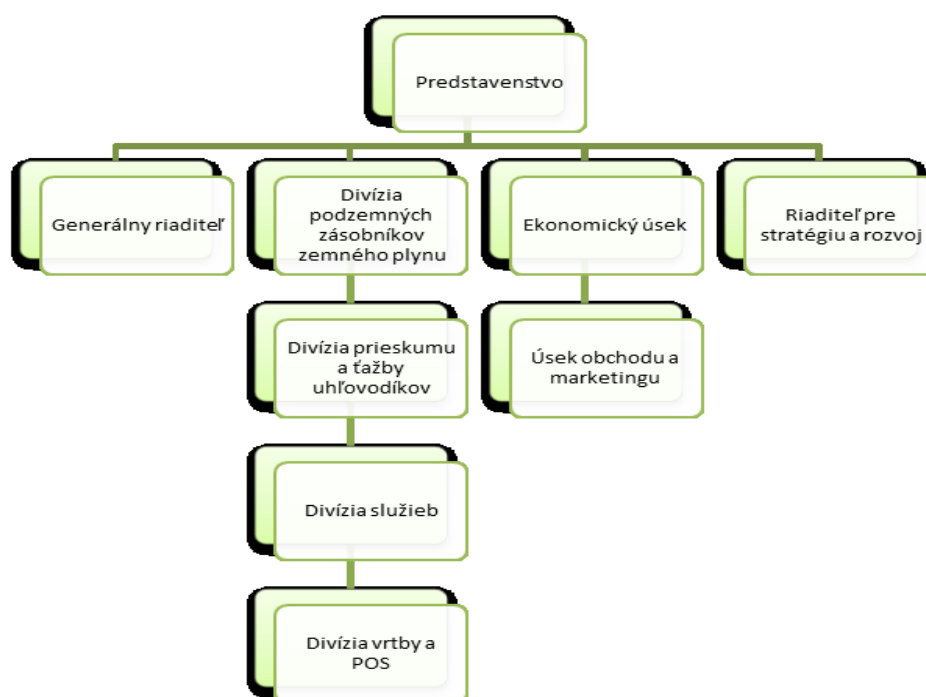 Predstavenstvo
Generálny riaditeľ
Divízia
podzemných
zásobníkov
zemného plynu
Ekonomický úsek
Riaditeľ pre
stratégiu a rozvoj
Divízia prieskumu
a ťažby
uhľovodíkov
Úsek obchodu a
marketingu
Divízia služieb
Divízia vrtby a
POS